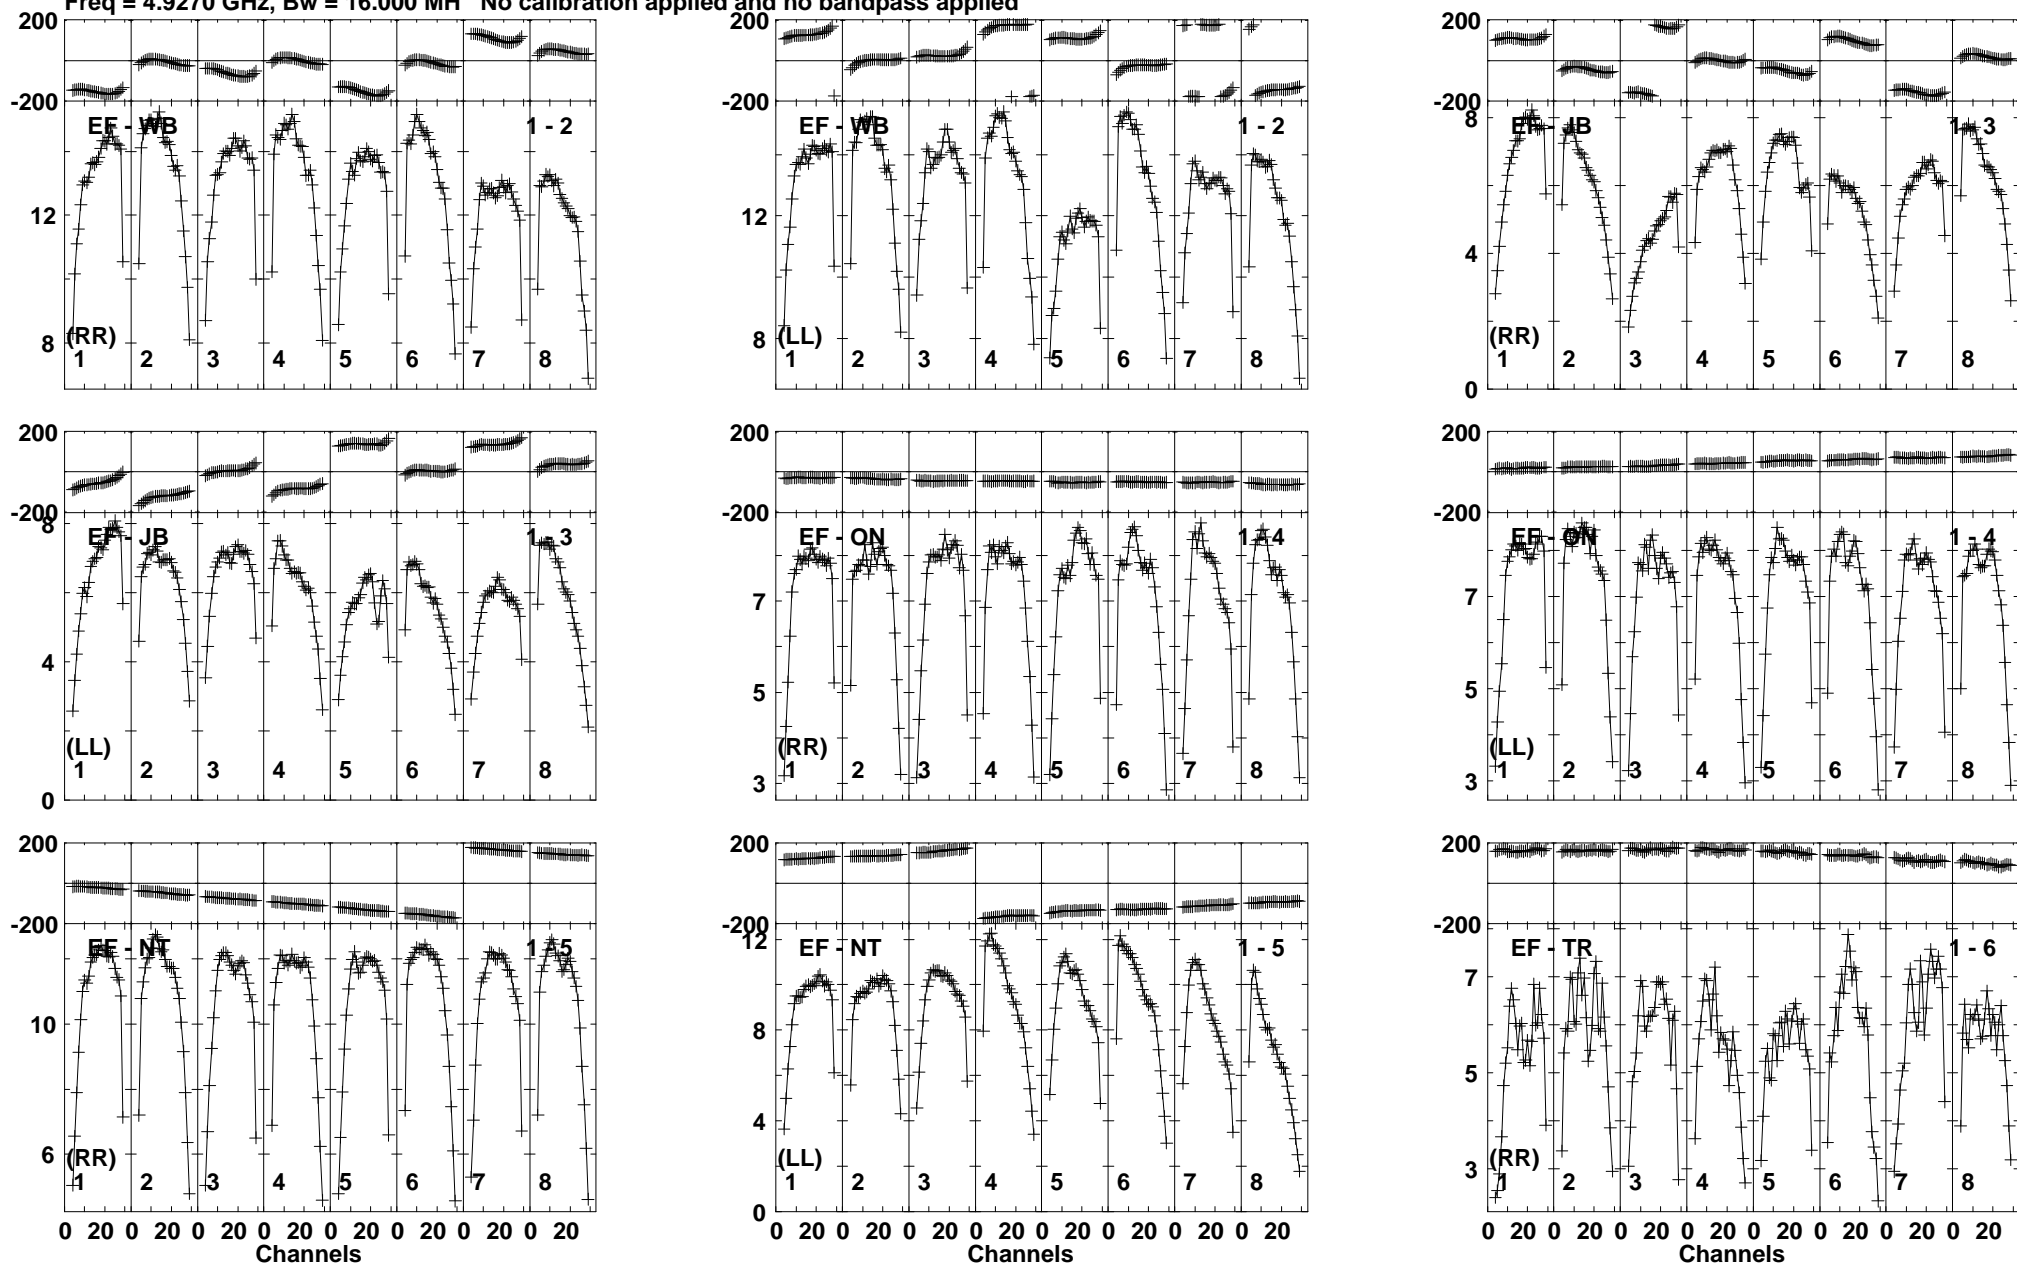 Freq = 4.9270 GHz, Bw = 16.000 MH No calibration applied and no bandpass applied
200 200 200
-200 -200 -200
EF - WB 1 - 2 EF - WB 1 - 2 8 EF - JB 1 - 3
12 12 4
8 (RR) 8 (LL) (RR)
1 2 3 4 5 6 7 8 1 2 3 4 5 6 7 8 1 2 3 4 5 6 7 8
0
200 200 200
-200 -200 -200
8 EF - JB 1 - 3 EF - ON 1 - 4 EF - ON 1 - 4
7 7
4 5 5
(LL) (RR) (LL)
1 2 3 4 5 6 7 8 3 1 2 3 4 5 6 7 8 3 1 2 3 4 5 6 7 8
0
200 200 200
-200 -200 -200
EF - NT 1 - 5 12 EF - NT 1 - 5 EF - TR 1 - 6
7
10 8 5
6 (RR) 4 (LL) 3 (RR)
1 2 3 4 5 6 7 8 1 2 3 4 5 6 7 8 1 2 3 4 5 6 7 8
0
0 20 0 20 0 20 0 20 0 20 0 20 0 20 0 20 0 20 0 20 0 20 0 20 0 20 0 20 0 20 0 20 0 20 0 20 0 20 0 20 0 20 0 20 0 20 0 20
Channels Channels Channels